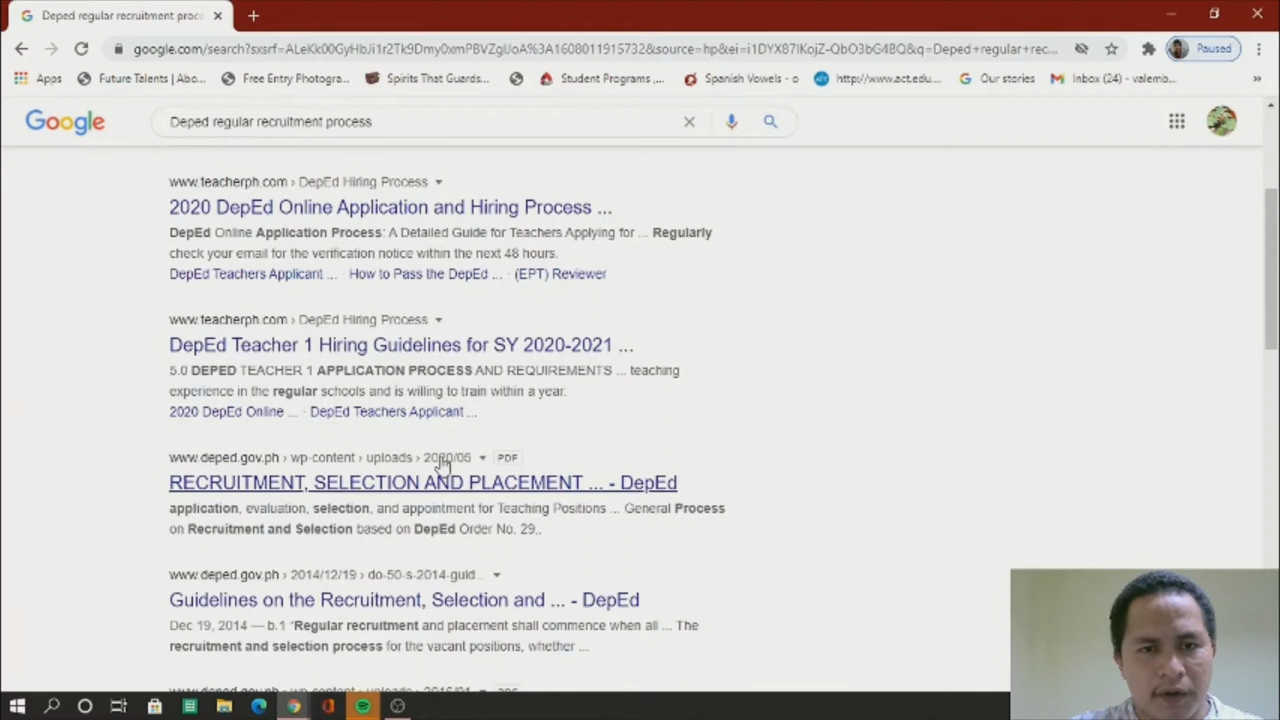 Deped regular recruitment proc
google.com/search?sxsrf=ALeKk00GyHbJi1r2Tk9Dmy0xmPBVZgIJoA%3A1608011915732&source=hp&ei=i1DYX87lKojZ-QbO3bG4BQ&q=Deped+regular+rec...
Paused
Apps
Future Talents | Abo...
Free Entry Photogra...
Spirits That Guards...
Student Programs ,...
Spanish Vowels - o
http://www.act.edu...
Our stories
Inbox (24) - valemb...
»
Google
Deped regular recruitment process
www.teacherph.com › DepEd Hiring Process
2020 DepEd Online Application and Hiring Process ...
DepEd Online Application Process: A Detailed Guide for Teachers Applying for ... Regularly
check your email for the verification notice within the next 48 hours.
DepEd Teachers Applicant ... · How to Pass the DepEd ... · (EPT) Reviewer
www.teacherph.com › DepEd Hiring Process
DepEd Teacher 1 Hiring Guidelines for SY 2020-2021 ...
5.0 DEPED TEACHER 1 APPLICATION PROCESS AND REQUIREMENTS ... teaching
experience in the regular schools and is willing to train within a year.
2020 DepEd Online ... · DepEd Teachers Applicant ...
www.deped.gov.ph › wp-content › uploads › 2020/05 PDF
RECRUITMENT, SELECTION AND PLACEMENT ... - DepEd
application, evaluation, selection, and appointment for Teaching Positions ... General Process
on Recruitment and Selection based on DepEd Order No. 29,.
www.deped.gov.ph › 2014/12/19 › do-50-s-2014-guid...
Guidelines on the Recruitment, Selection and ... - DepEd
Dec 19, 2014 — b.1 "Regular recruitment and placement shall commence when all ... The
recruitment and selection process for the vacant positions, whether ...